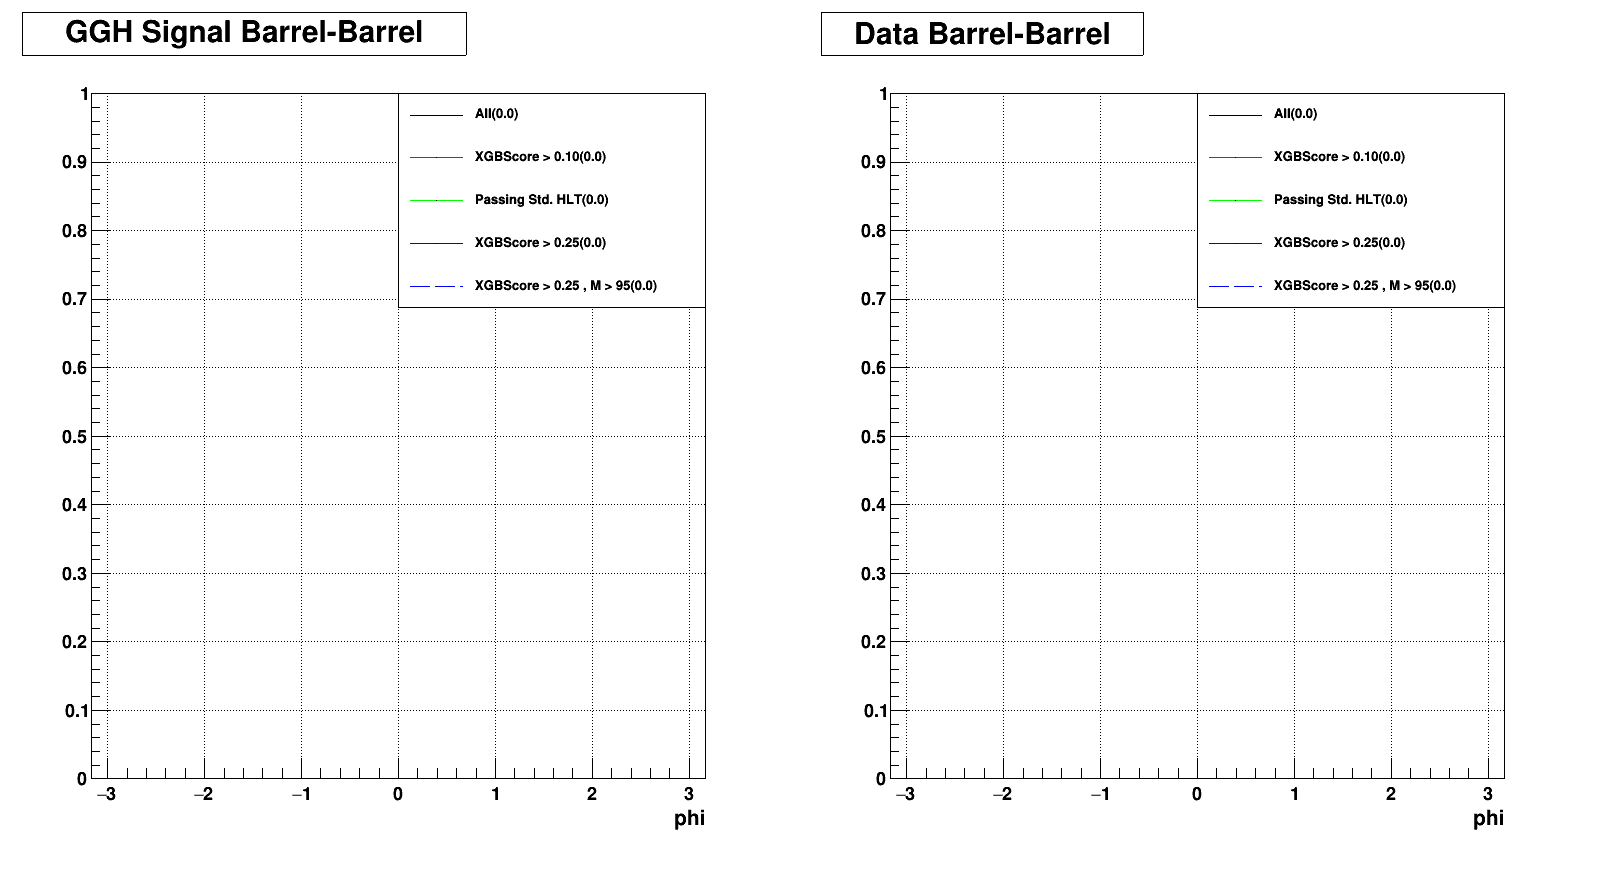 GGH Signal Barrel-Barrel
1
0.9
0.8
0.7
0.6
0.5
0.4
0.3
0.2
0.1
0
All(0.0)
XGBScore > 0.10(0.0)
Passing Std. HLT(0.0)
XGBScore > 0.25(0.0)
XGBScore > 0.25 , M > 95(0.0)
−3 −2 −1 0 1 2 3
phi
Data Barrel-Barrel
1
0.9
0.8
0.7
0.6
0.5
0.4
0.3
0.2
0.1
0
All(0.0)
XGBScore > 0.10(0.0)
Passing Std. HLT(0.0)
XGBScore > 0.25(0.0)
XGBScore > 0.25 , M > 95(0.0)
−3 −2 −1 0 1 2 3
phi